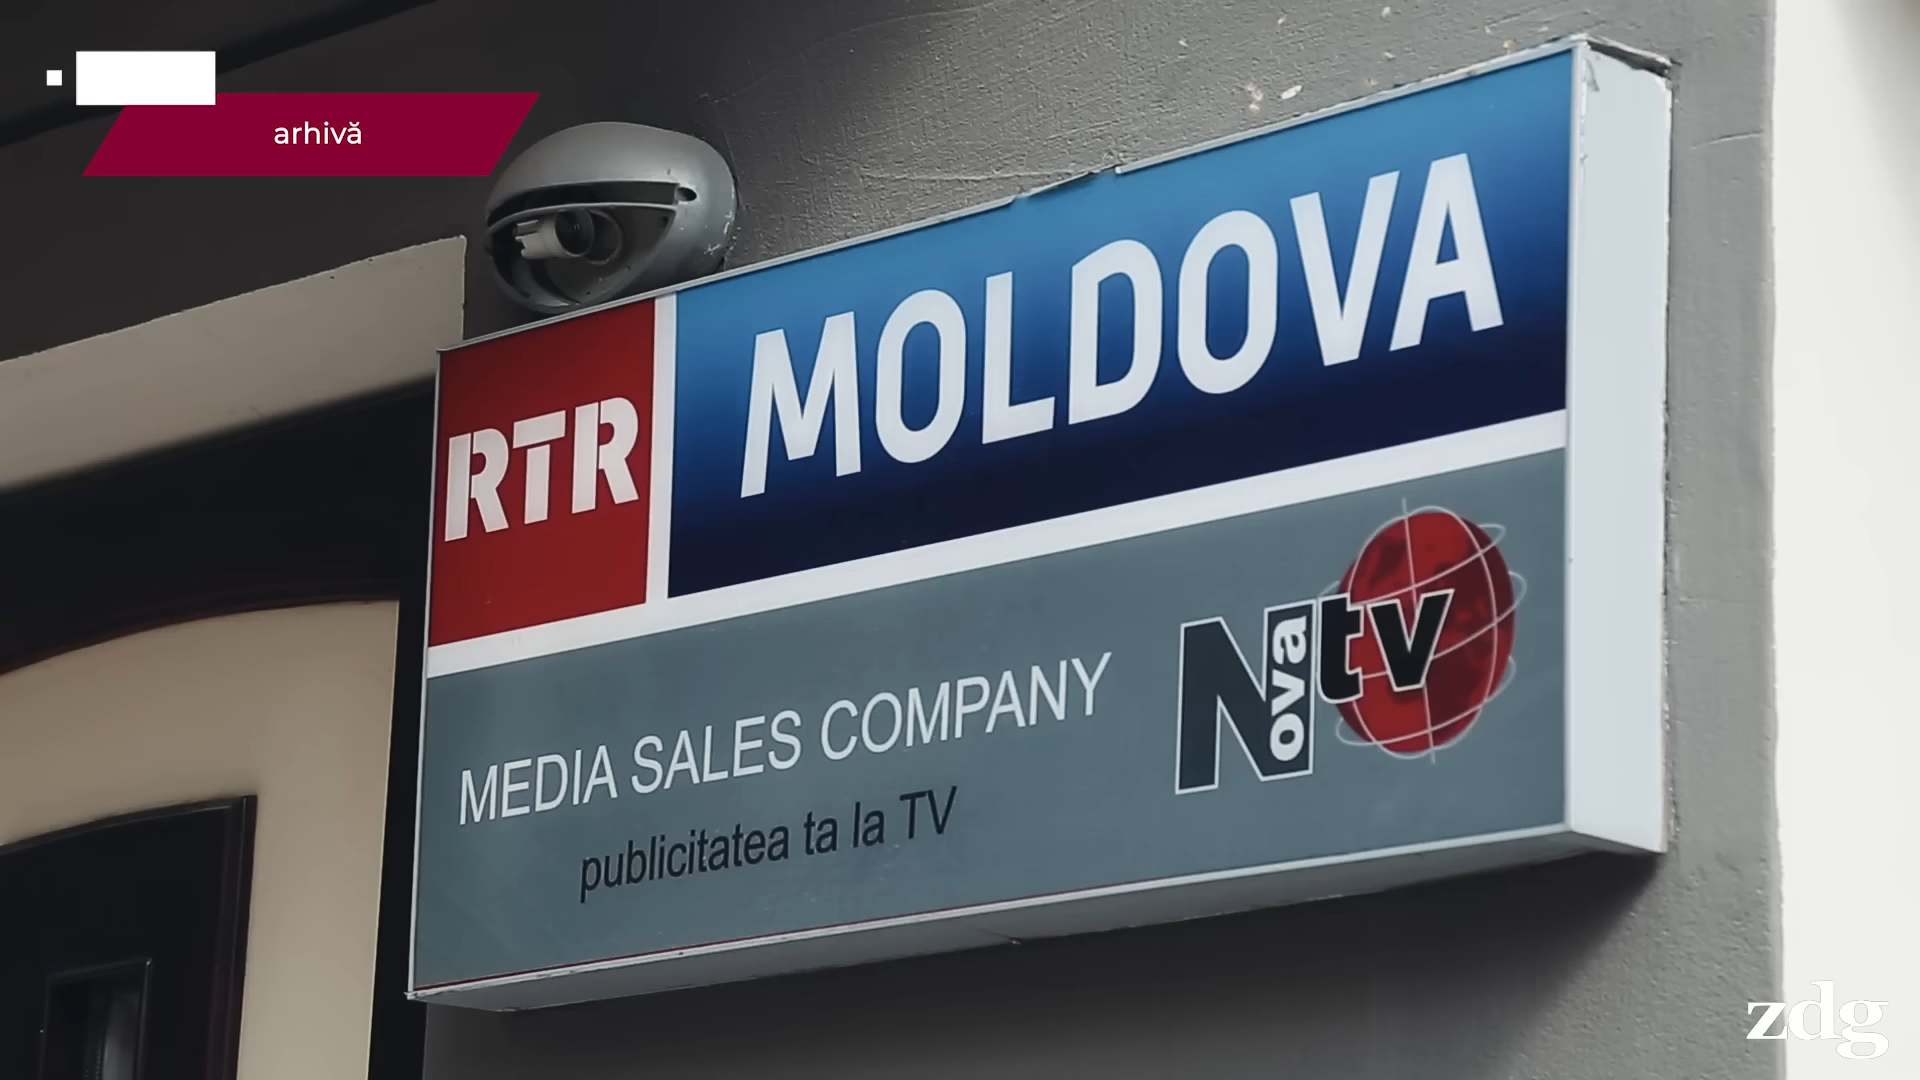 arhivă
RTR MOLDOVA
MEDIA SALES COMPANY
publicitatea ta la TV
Nova tv
zdg